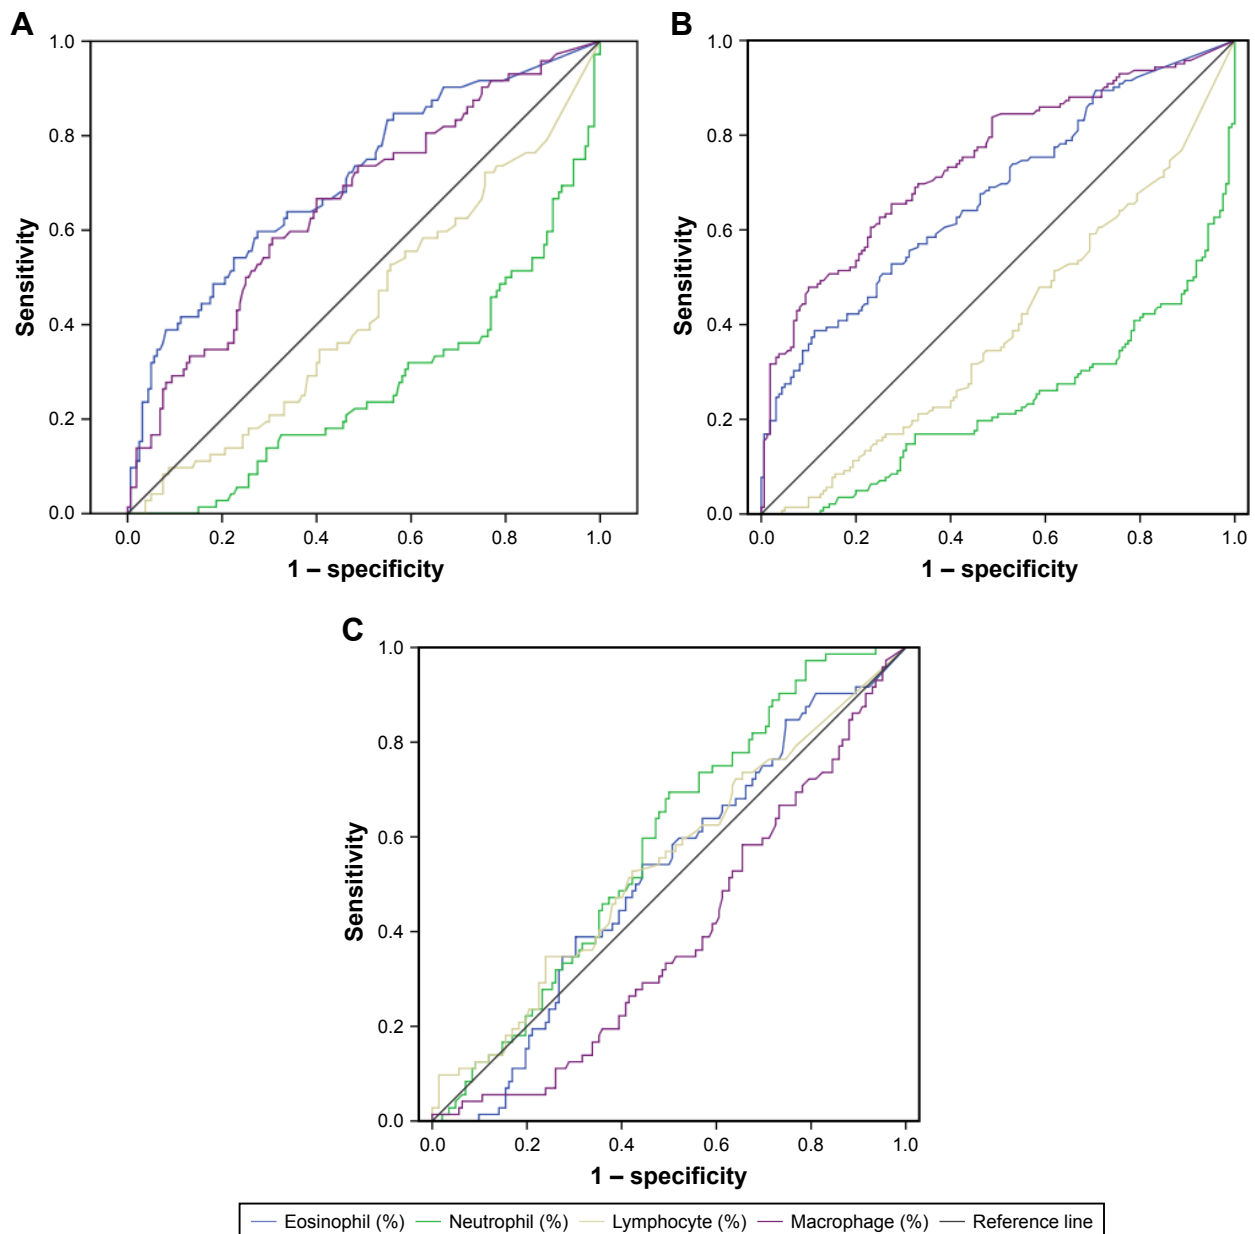 A
1.0
0.8
0.6
0.4
0.2
0.0
Sensitivity
0.0 0.2 0.4 0.6 0.8 1.0
1 – specificity
B
1.0
0.8
0.6
0.4
0.2
0.0
Sensitivity
0.0 0.2 0.4 0.6 0.8 1.0
1 – specificity
C
1.0
0.8
0.6
0.4
0.2
0.0
Sensitivity
0.0 0.2 0.4 0.6 0.8 1.0
1 – specificity
Eosinophil (%) Neutrophil (%) Lymphocyte (%) Macrophage (%) Reference line